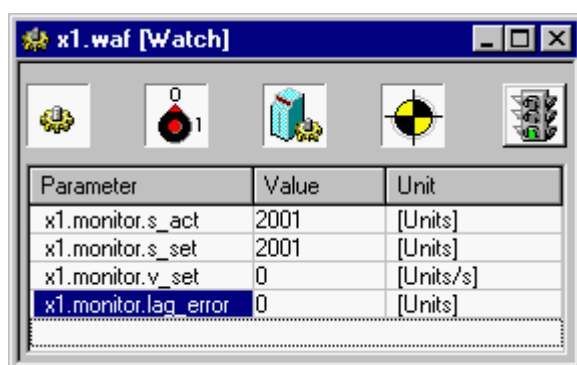 x1.waf [Watch]
0
1
Parameter Value Unit
x1.monitor.s_act 2001 [Units]
x1.monitor.s_set 2001 [Units]
x1.monitor.v_set 0 [Units/s]
x1.monitor.lag_error 0 [Units]